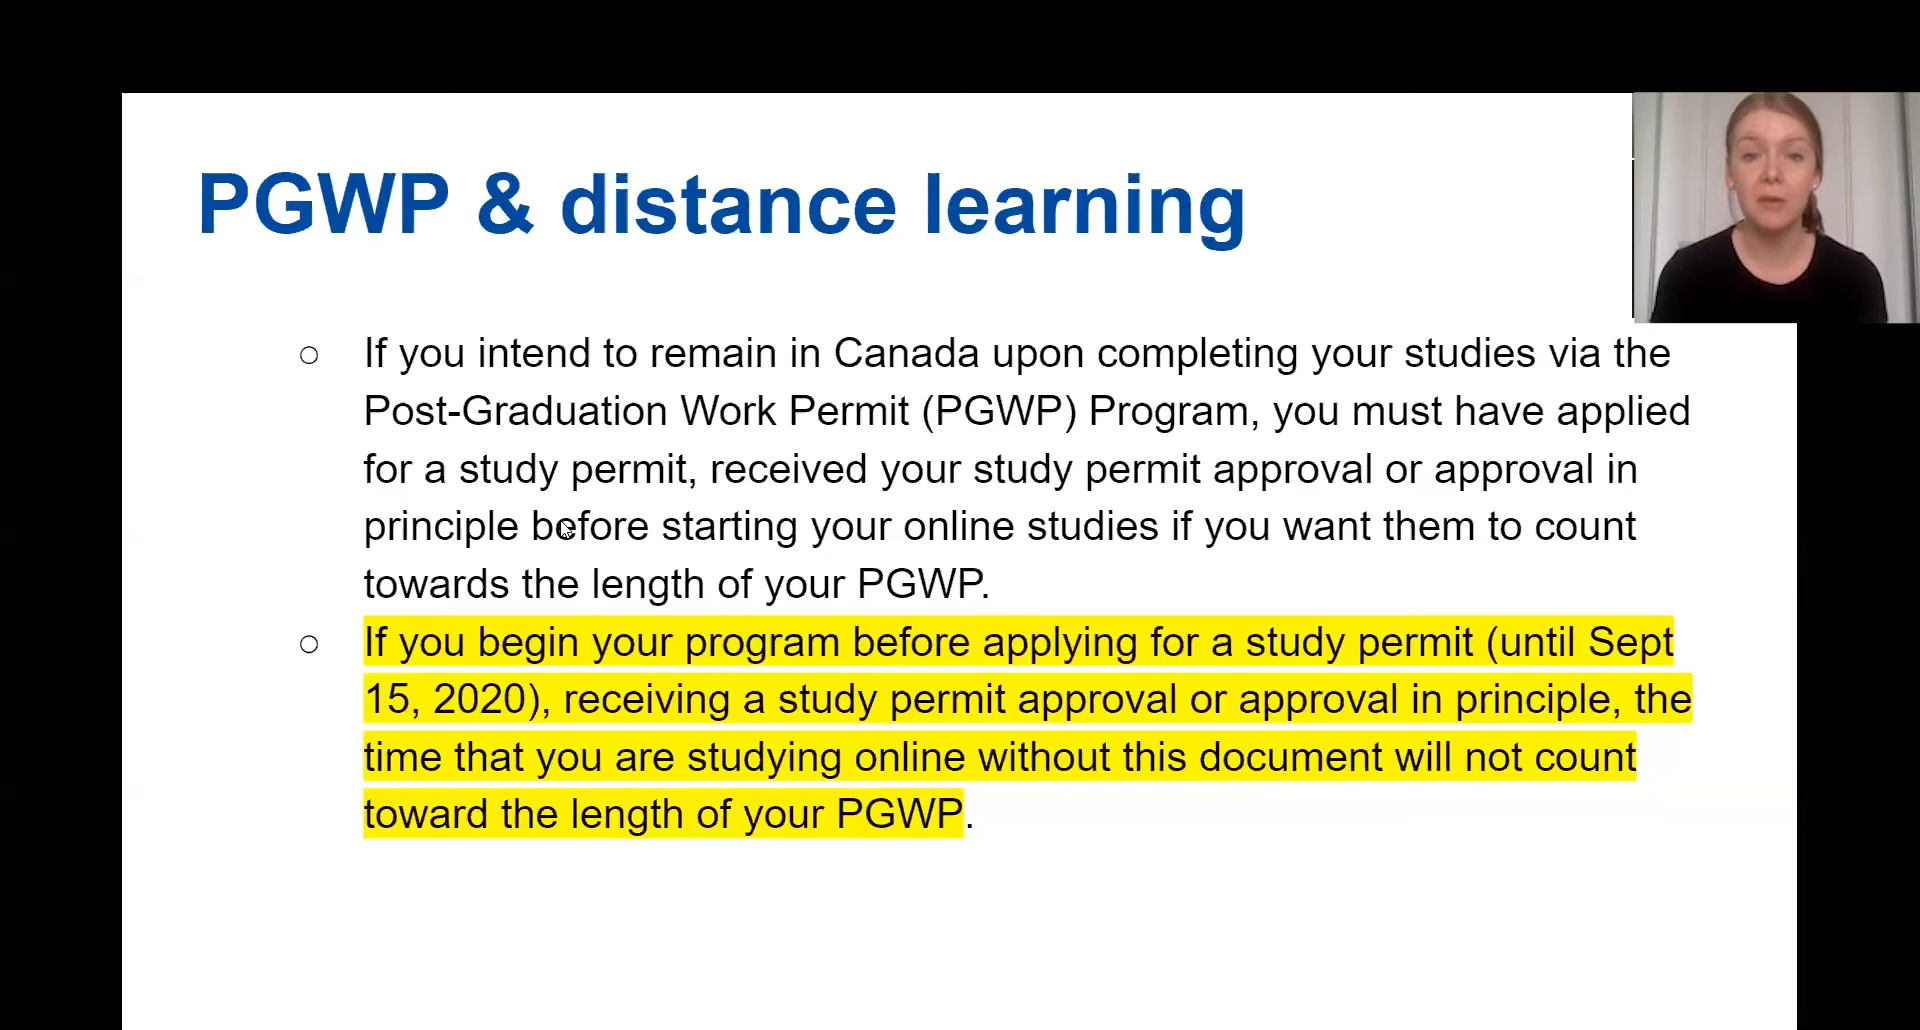 PGWP & distance learning
If you intend to remain in Canada upon completing your studies via the
Post-Graduation Work Permit (PGWP) Program, you must have applied
for a study permit, received your study permit approval or approval in
principle before starting your online studies if you want them to count
towards the length of your PGWP.
If you begin your program before applying for a study permit (until Sept
15, 2020), receiving a study permit approval or approval in principle, the
time that you are studying online without this document will not count
toward the length of your PGWP.